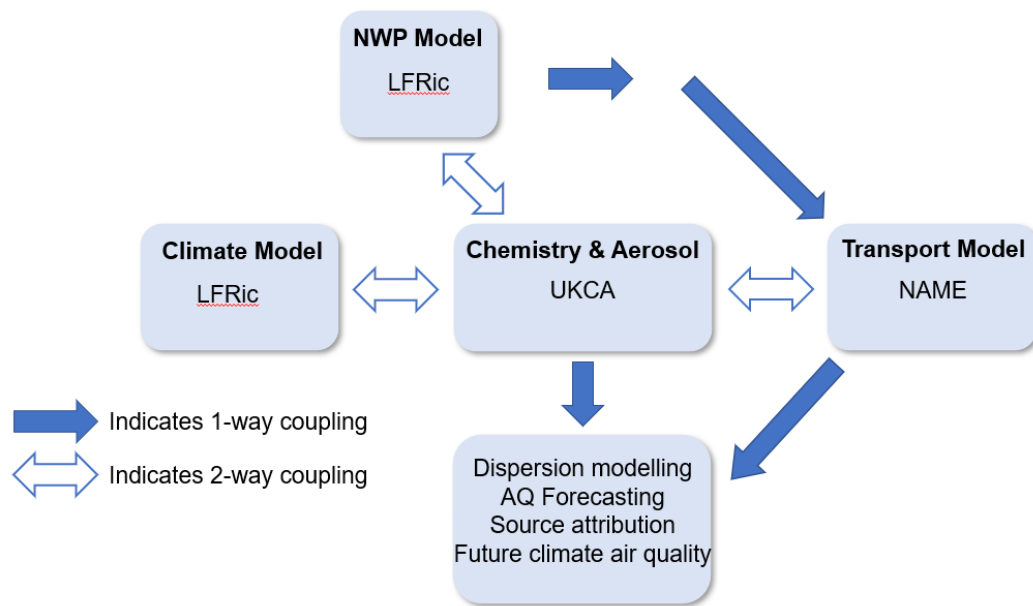 NWP Model
LFRic
Climate Model
LFRic
Chemistry & Aerosol
UKCA
Transport Model
NAME
Indicates 1-way coupling
Indicates 2-way coupling
Dispersion modelling
AQ Forecasting
Source attribution
Future climate air quality